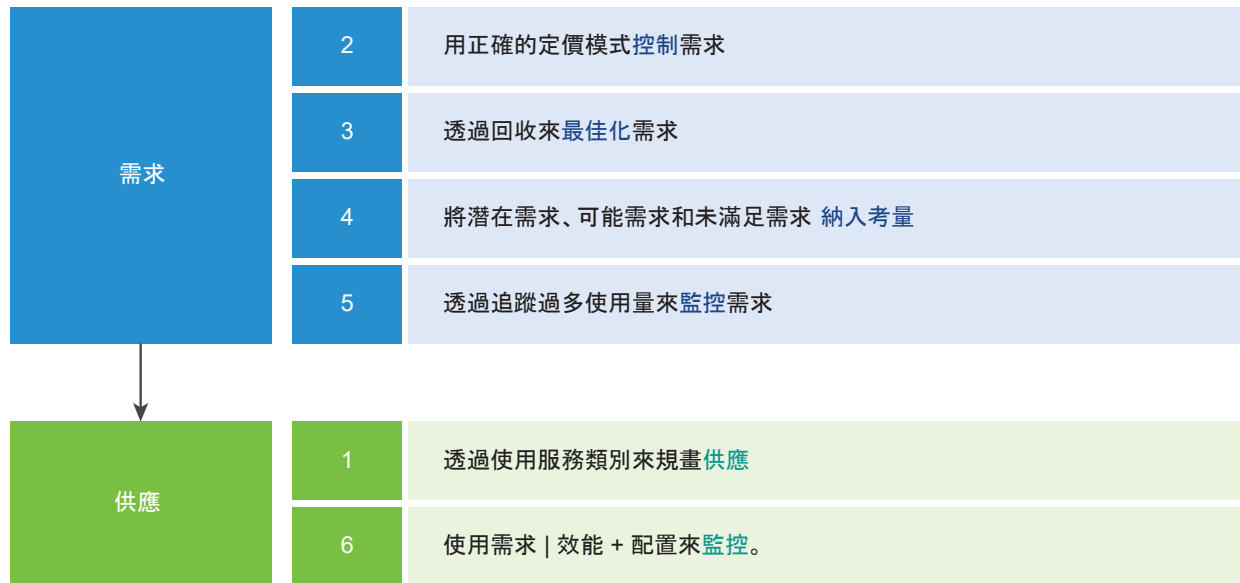 需求
2
用正確的定價模式控制需求
3
透過回收來最佳化需求
4
將潛在需求、可能需求和未滿足需求 納入考量
5
透過追蹤過多使用量來監控需求
供應
1
透過使用服務類別來規畫供應
6
使用需求 | 效能 + 配置來監控。